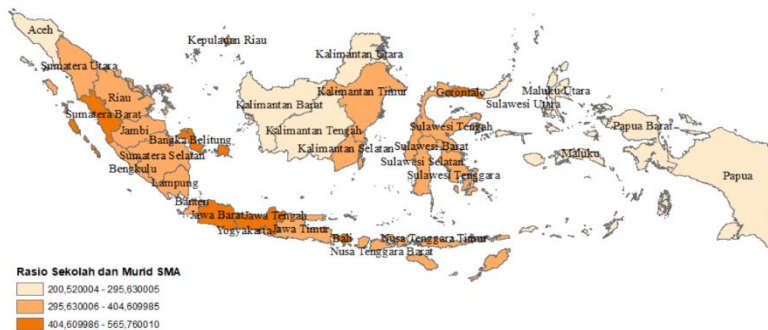 Aceh
Kepulauan Riau
Kalimantan Utara
Sumatera Utara
Riau
Kalimantan Timur
Gorontalo
Maluku Utara
Sulawesi Utara
Kalimantan Barat
Sumatera Barat
Jambi
Bangka Belitung
Kalimantan Tengah
Sulawesi Tengah
Papua Barat
Sumatera Selatan
Kalimantan Selatan
Sulawesi Barat
Maluku
Bengkulu
Sulawesi Selatan
Sulawesi Tenggara
Papua
Lampung
Banten
Jawa Barat
Jawa Tengah
Yogyakarta
Jawa Timur
Bali
Nusa Tenggara Timur
Nusa Tenggara Barat
Rasio Sekolah dan Murid SMA
200,520004 - 295,630005
295,630006 - 404,609985
404,609986 - 565,760010